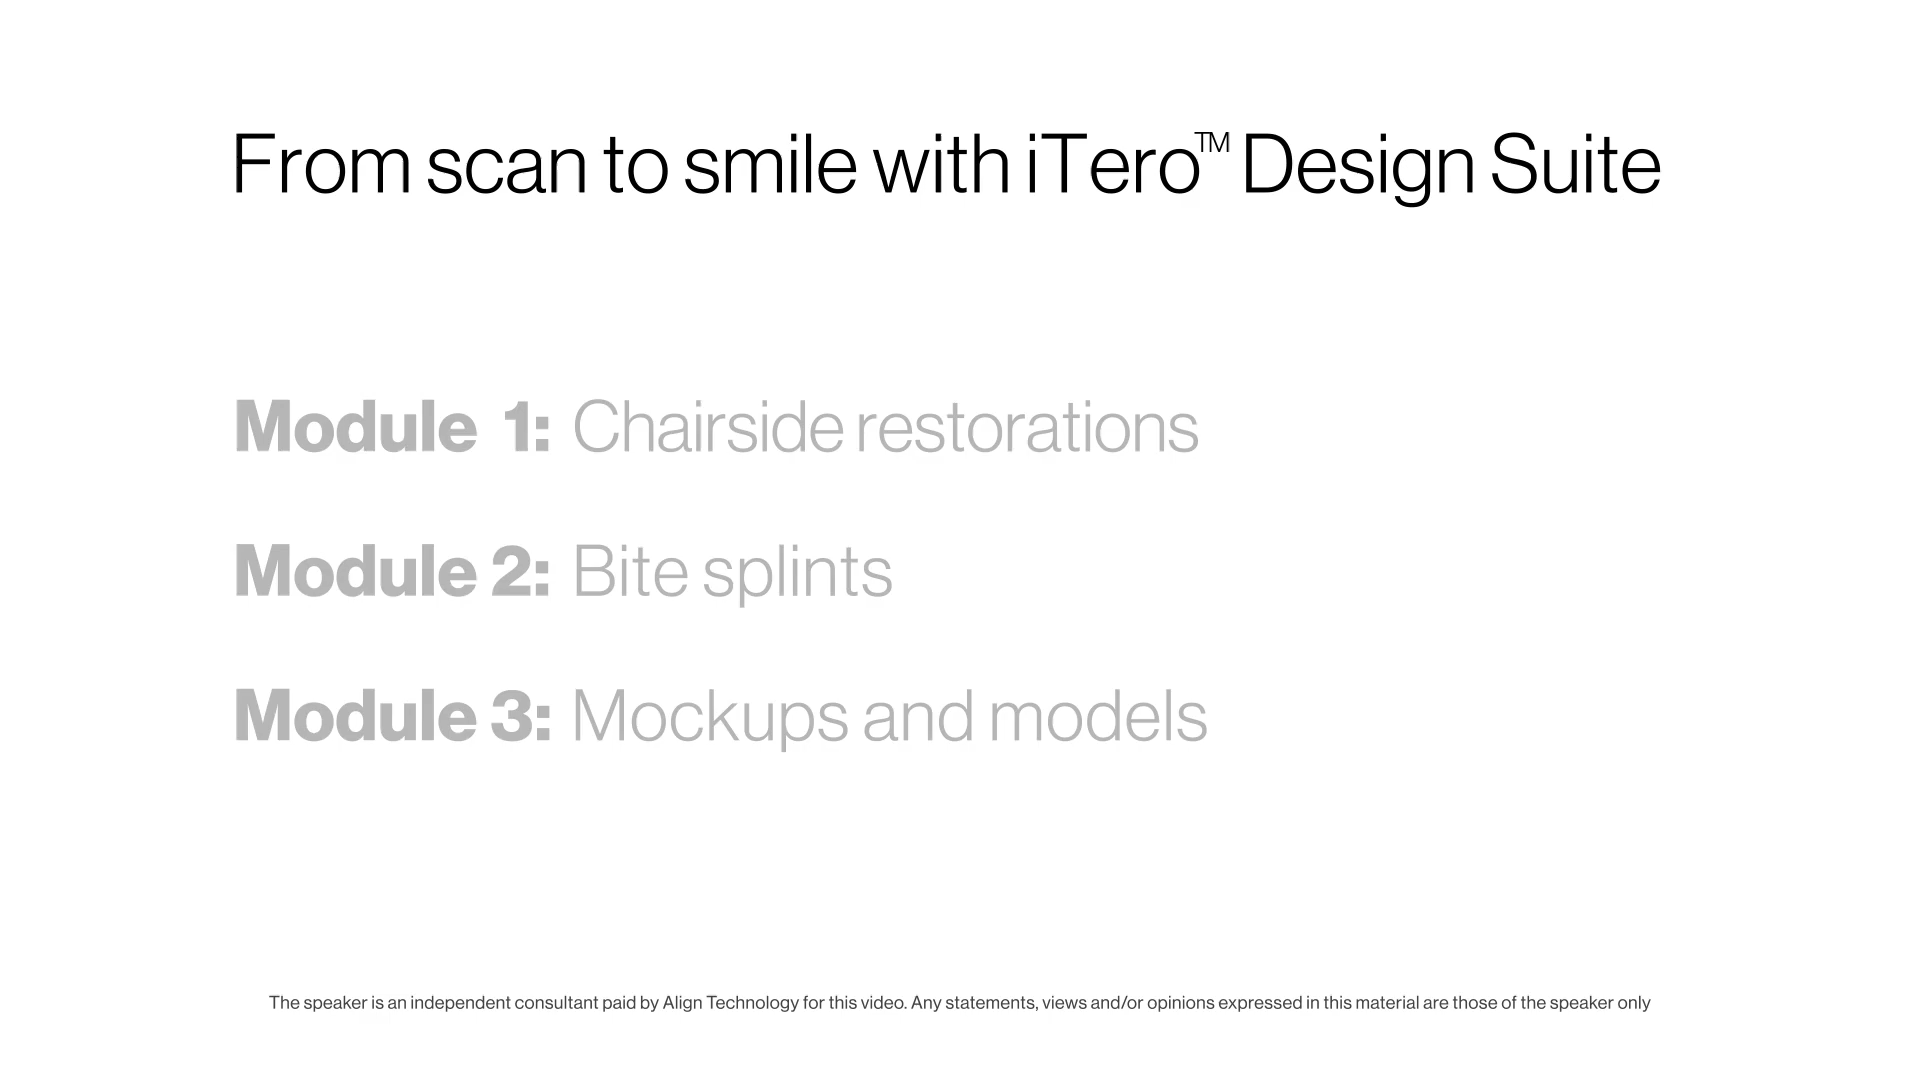 From scan to smile with iTero™ Design Suite
Module 1: Chairside restorations
Module 2: Bite splints
Module 3: Mockups and models
The speaker is an independent consultant paid by Align Technology for this video. Any statements, views and/or opinions expressed in this material are those of the speaker only